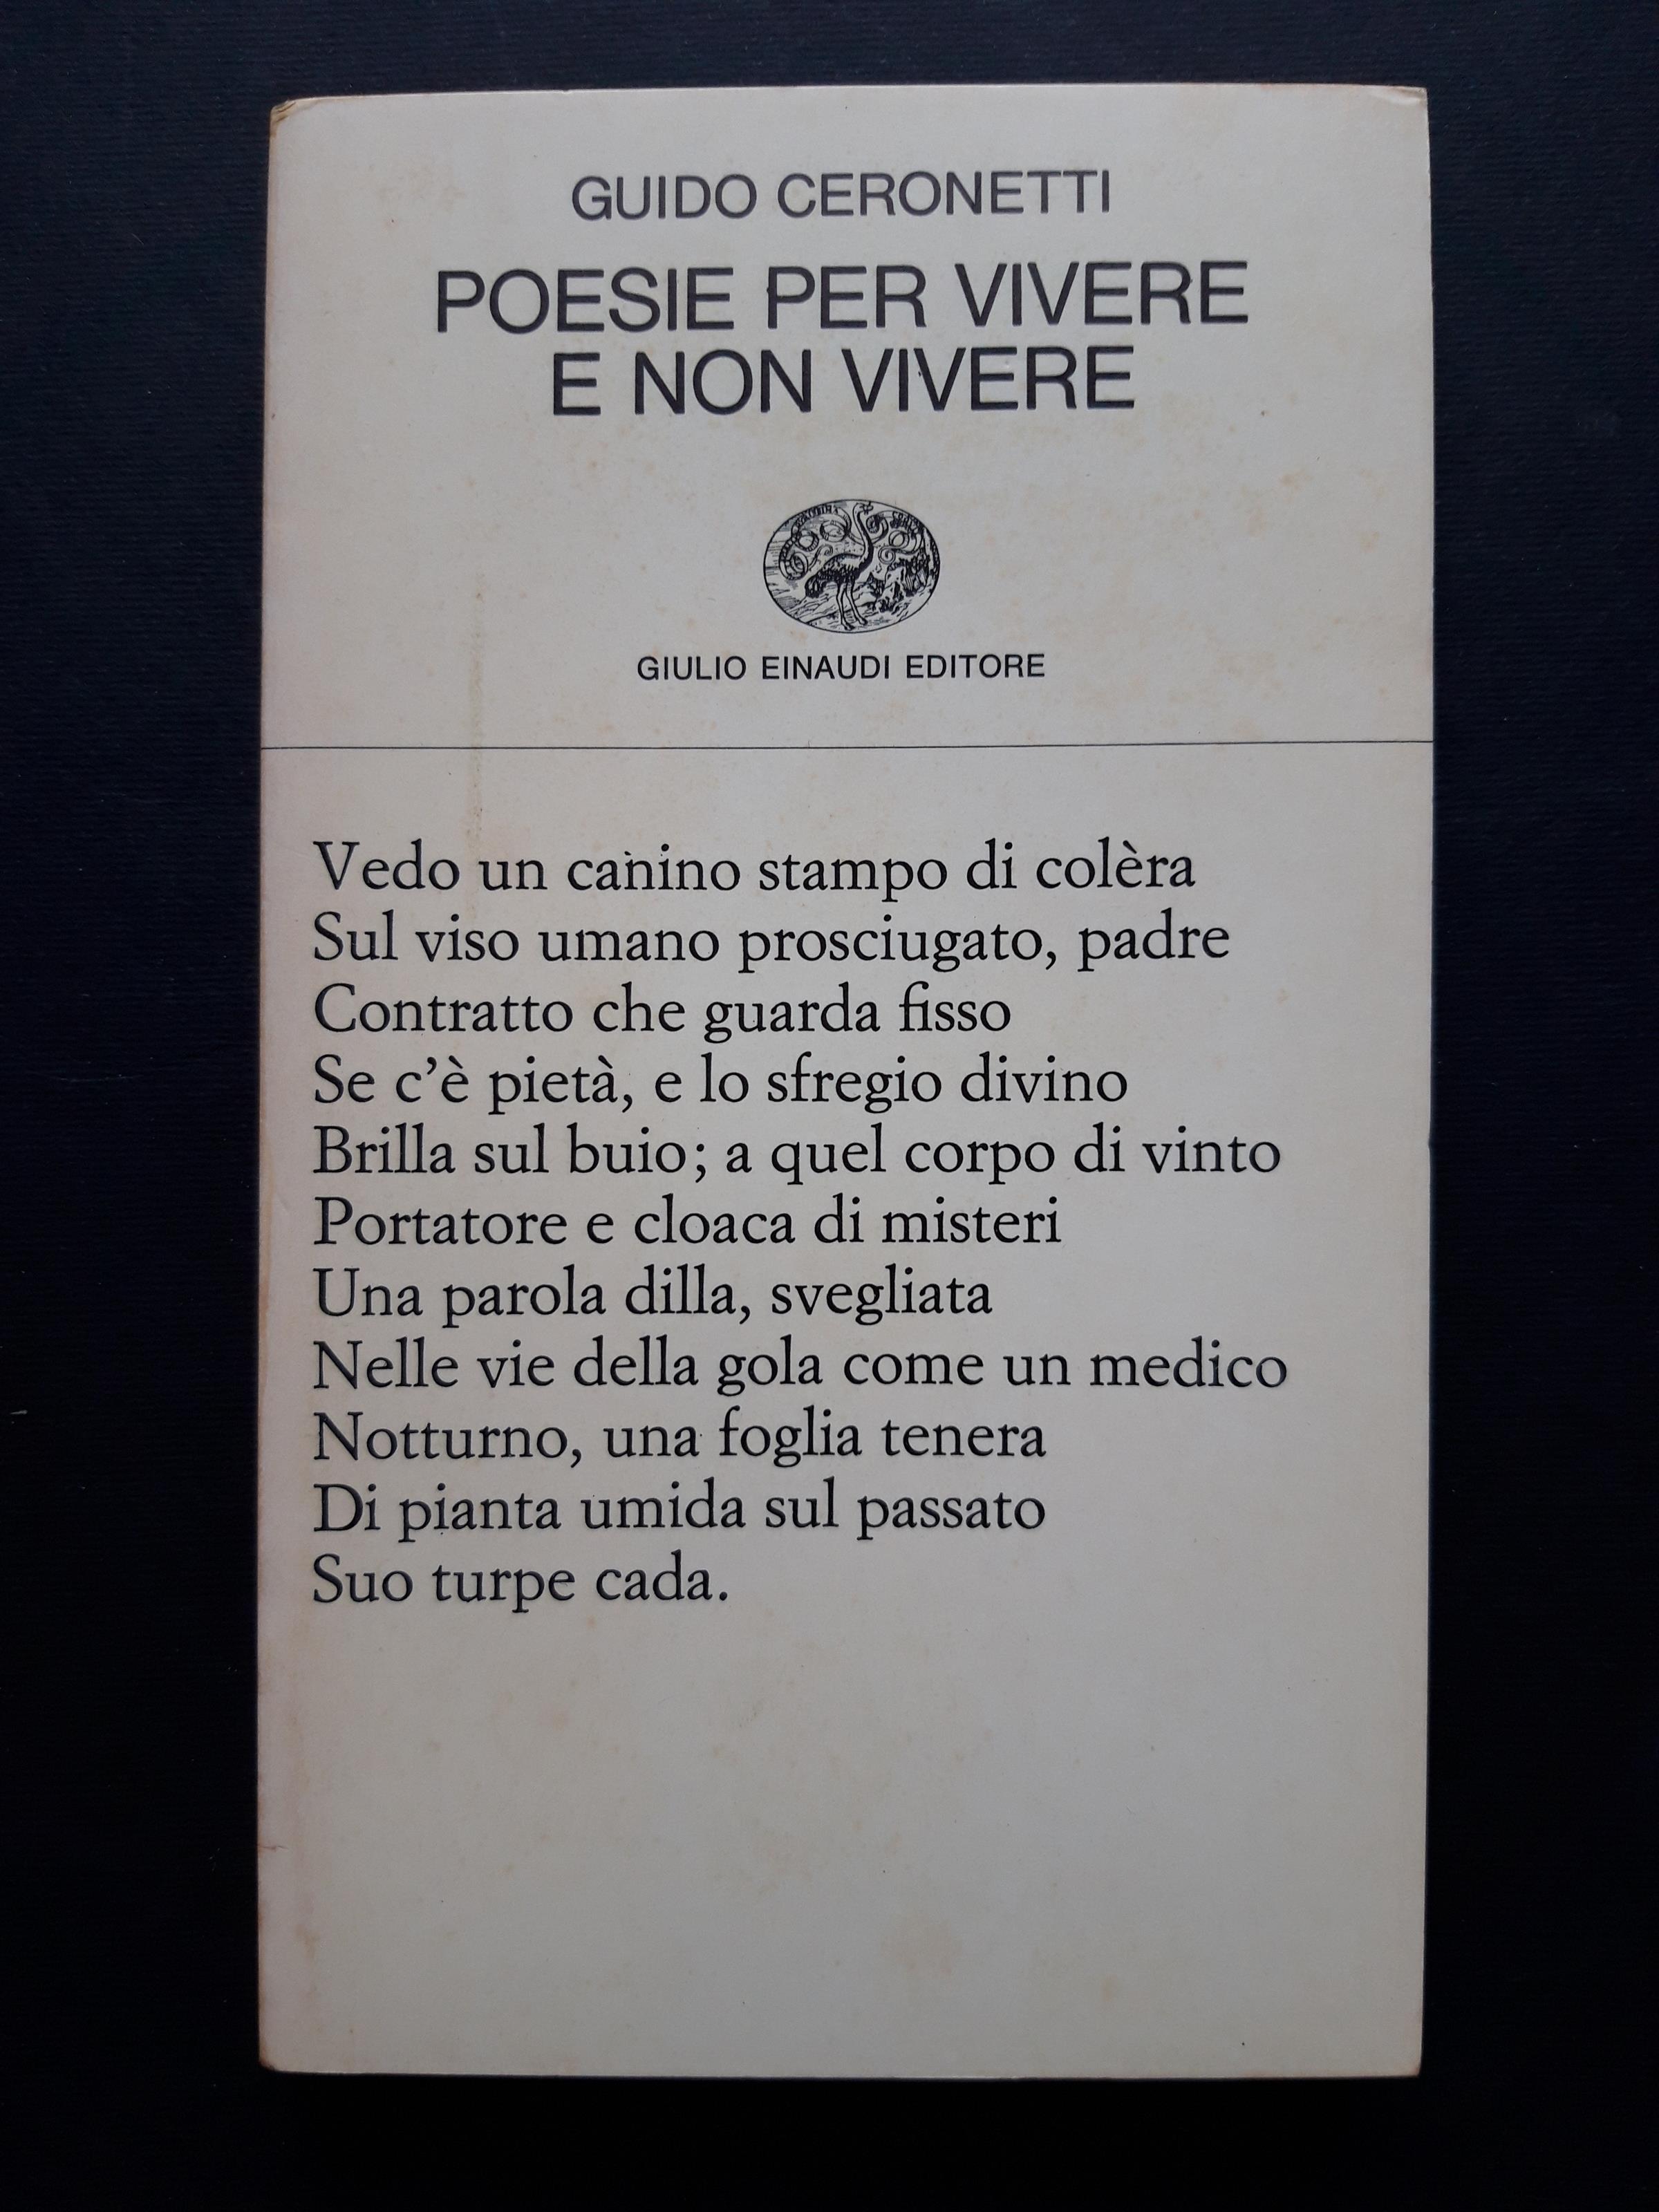 GUIDO CERONETTI
POESIE PER VIVERE
E NON VIVERE
GIULIO EINAUDI EDITORE
Vedo un canino stampo di colèra
Sul viso umano prosciugato, padre
Contratto che guarda fisso
Se c’è pietà, e lo sfregio divino
Brilla sul buio; a quel corpo di vinto
Portatore e cloaca di misteri
Una parola dilla, svegliata
Nelle vie della gola come un medico
Notturno, una foglia tenera
Di pianta umida sul passato
Suo turpe cada.